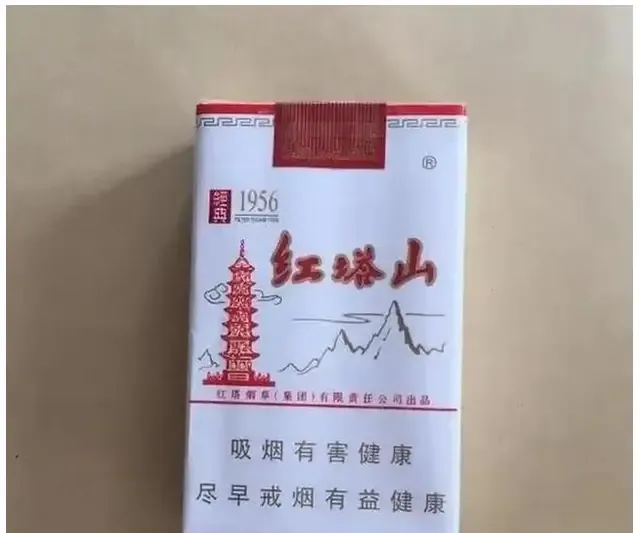 ®
經典 1956
红塔山
红塔烟草(集团)有限责任公司出品
吸烟有害健康
尽早戒烟有益健康